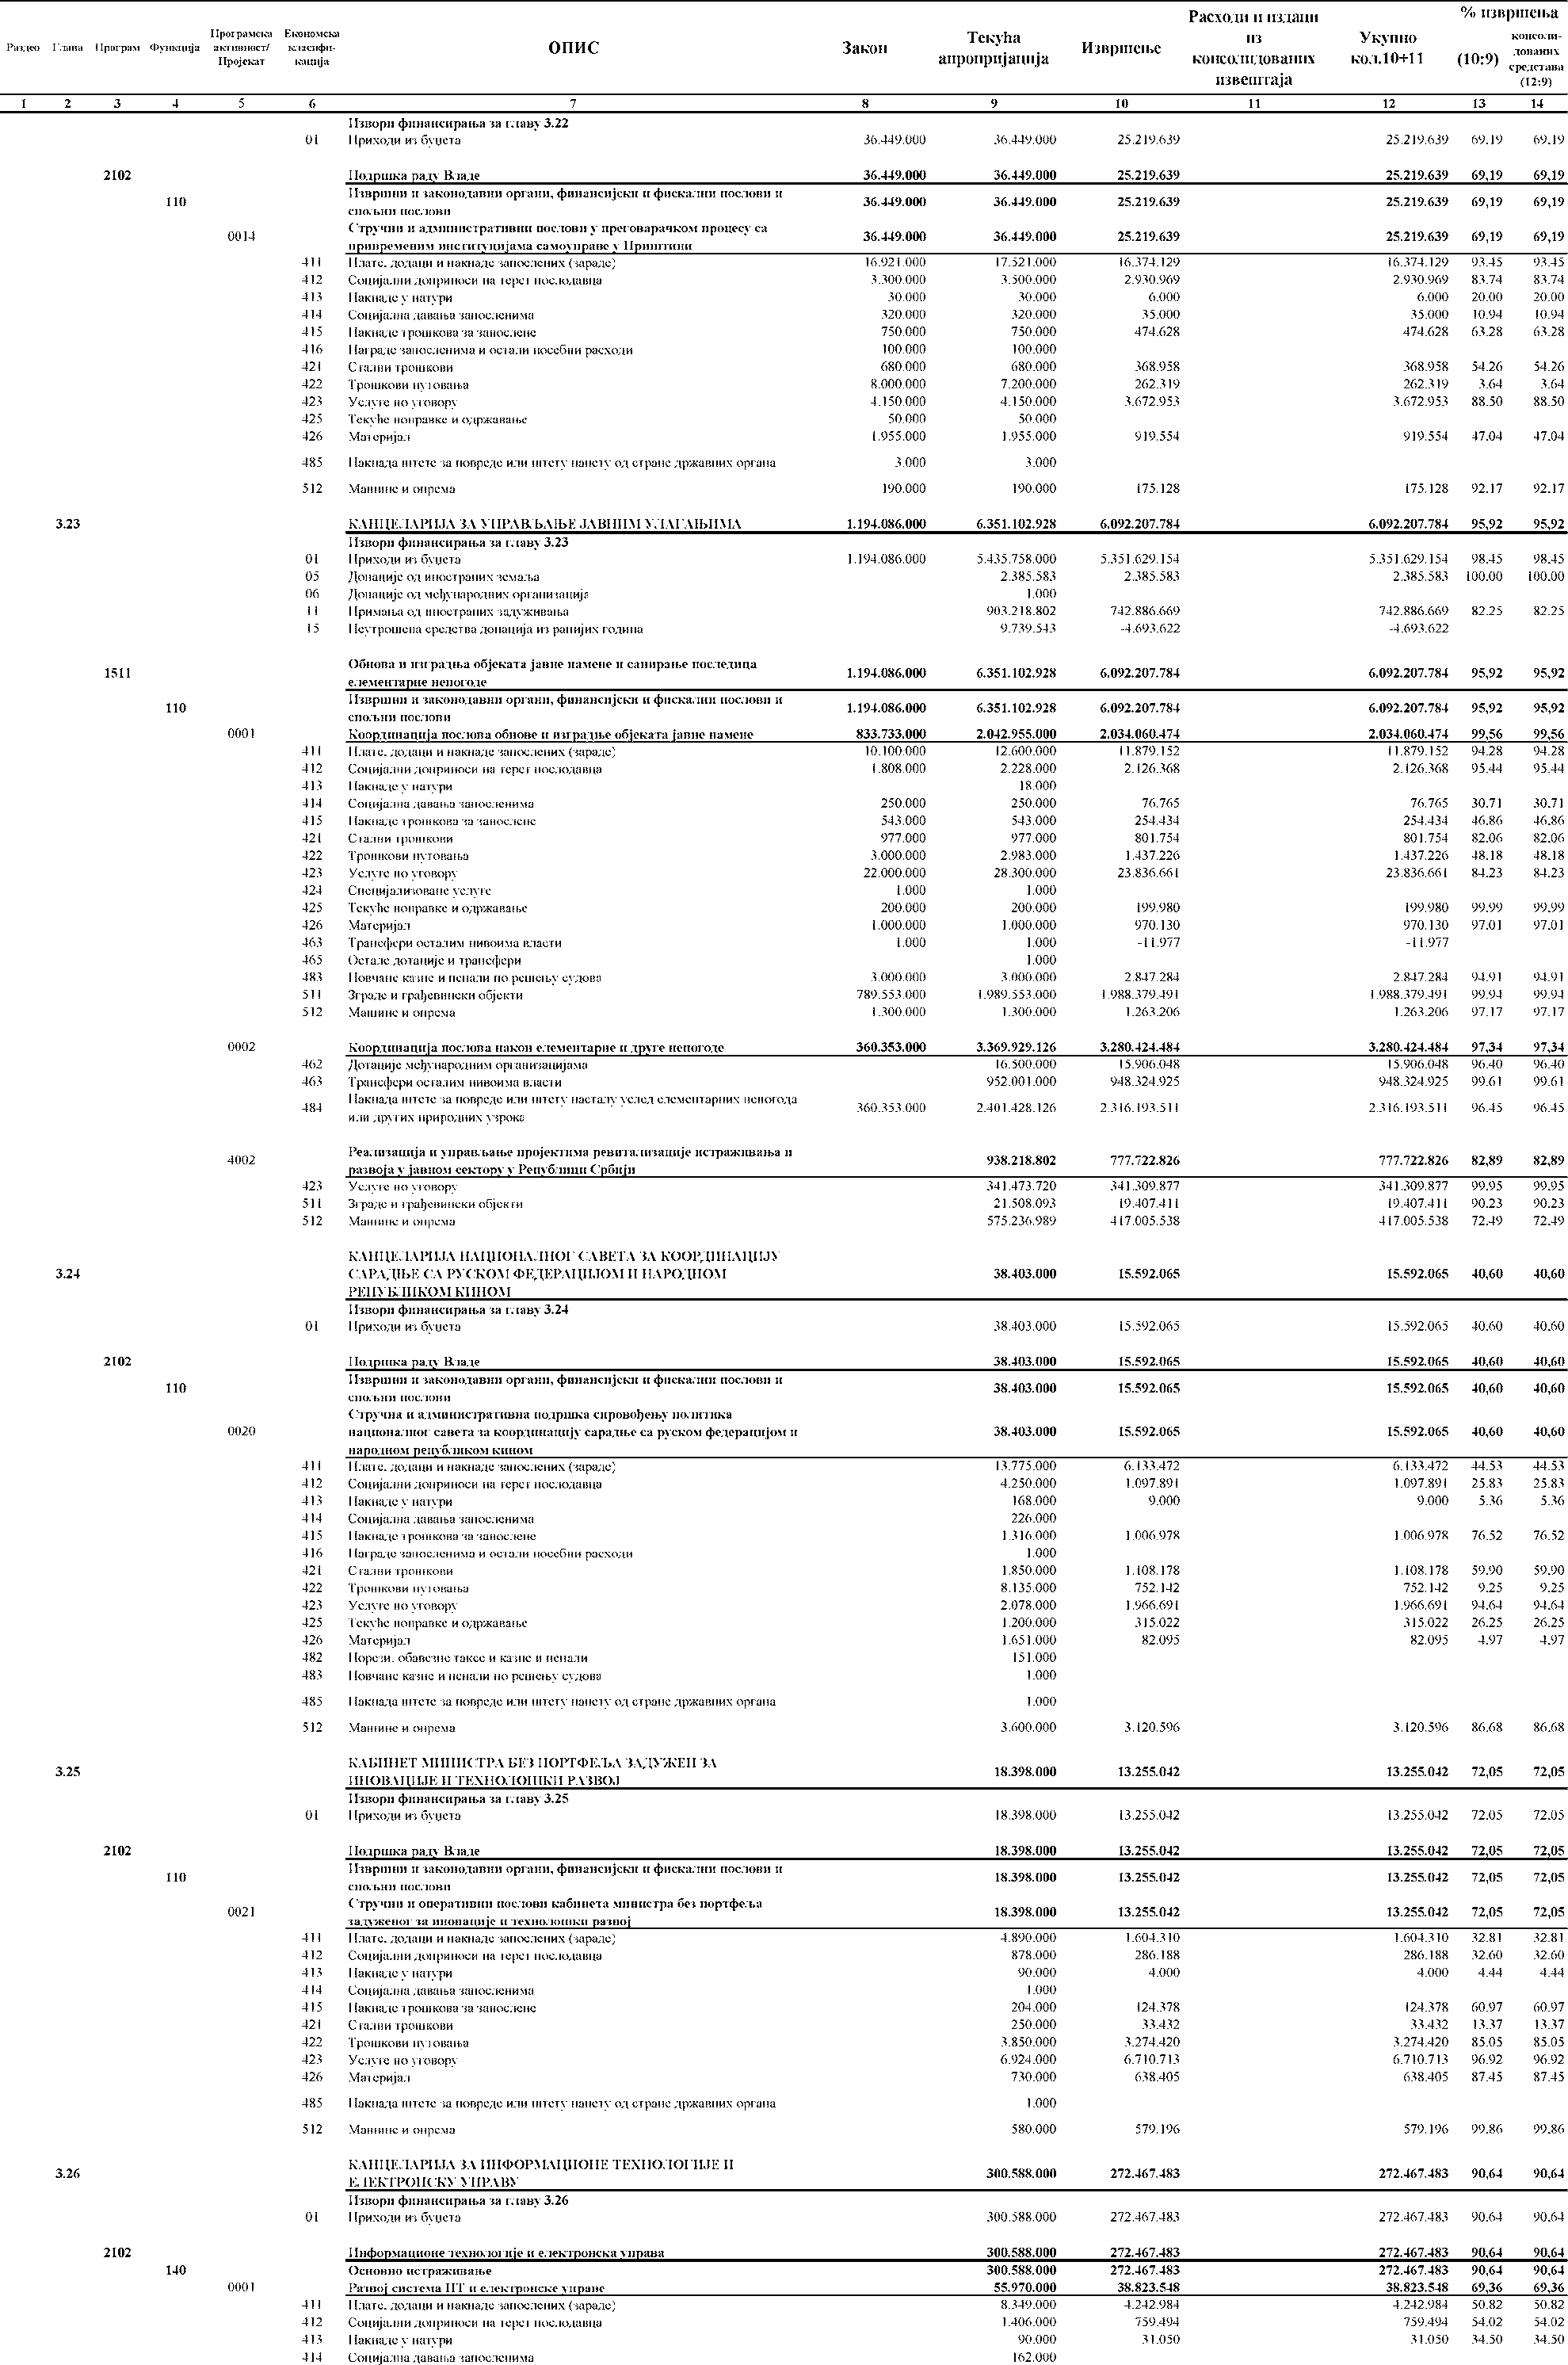 Раздео Глава Програм Функција Програмска активност/ Пројекат Економска класифи-кација ОПИС Закон Текућа апропријација Извршење Расходи и издаци из консолидованих извештаја Укупно кол.10+11 % извршења (10:9) консоли-дованих средстава (12:9)
1 2 3 4 5 6 7 8 9 10 11 12 13 14
Извори финансирања за главу 3.22
01 Приходи из буџета 36.449.000 36.449.000 25.219.639 25.219.639 69,19 69,19
2102 Подршка раду Владе 36.449.000 36.449.000 25.219.639 25.219.639 69,19 69,19
110 Извршни и законодавни органи, финансијски и фискални послови и спољни послови 36.449.000 36.449.000 25.219.639 25.219.639 69,19 69,19
0014 Стручни и административни послови у преговарачком процесу са привременим институцијама самоуправе у Приштини 36.449.000 36.449.000 25.219.639 25.219.639 69,19 69,19
411 Плате, додаци и накнаде запослених (зараде) 16.921.000 17.521.000 16.374.129 16.374.129 93,45 93,45
412 Социјални доприноси на терет послодавца 3.300.000 3.500.000 2.930.969 2.930.969 83,74 83,74
413 Накнаде у натури 30.000 30.000 6.000 6.000 20,00 20,00
414 Социјална давања запосленима 320.000 320.000 35.000 35.000 10,94 10,94
415 Накнаде трошкова за запослене 750.000 750.000 474.628 474.628 63,28 63,28
416 Награде запосленима и остали посебни расходи 100.000 100.000
421 Стални трошкови 680.000 680.000 368.958 368.958 54,26 54,26
422 Трошкови путовања 8.000.000 7.200.000 262.319 262.319 3,64 3,64
423 Услуге по уговору 4.150.000 4.150.000 3.672.953 3.672.953 88,50 88,50
425 Текуће поправке и одржавање 50.000 50.000
426 Материјал 1.955.000 1.955.000 919.554 919.554 47,04 47,04
485 Накнада штете за повреде или штету нанету од стране државних органа 3.000 3.000
512 Машине и опрема 190.000 190.000 175.128 175.128 92,17 92,17
3.23 КАНЦЕЛАРИЈА ЗА УПРАВЉАЊЕ ЈАВНИМ УЛАГАЊИМА 1.194.086.000 6.351.102.928 6.092.207.784 6.092.207.784 95,92 95,92
Извори финансирања за главу 3.23
01 Приходи из буџета 1.194.086.000 5.435.758.000 5.351.629.154 5.351.629.154 98,45 98,45
05 Донације од иностраних земаља 2.385.583 2.385.583 2.385.583 100,00 100,00
06 Донације од међународних организација 1.000
11 Примања од иностраних задуживања 903.218.802 742.886.669 742.886.669 82,25 82,25
15 Неутрошена средства донација из ранијих година 9.739.543 -4.693.622 -4.693.622
1511 Обнова и изградња објеката јавне намене и санирање последица елементарне непогоде 1.194.086.000 6.351.102.928 6.092.207.784 6.092.207.784 95,92 95,92
110 Извршни и законодавни органи, финансијски и фискални послови и спољни послови 1.194.086.000 6.351.102.928 6.092.207.784 6.092.207.784 95,92 95,92
0001 Координација послова обнове и изградње објеката јавне намене 833.733.000 2.042.955.000 2.034.060.474 2.034.060.474 99,56 99,56
411 Плате, додаци и накнаде запослених (зараде) 10.100.000 12.600.000 11.879.152 11.879.152 94,28 94,28
412 Социјални доприноси на терет послодавца 1.808.000 2.228.000 2.126.368 2.126.368 95,44 95,44
413 Накнаде у натури 18.000
414 Социјална давања запосленима 250.000 250.000 76.765 76.765 30,71 30,71
415 Накнаде трошкова за запослене 543.000 543.000 254.434 254.434 46,86 46,86
421 Стални трошкови 977.000 977.000 801.754 801.754 82,06 82,06
422 Трошкови путовања 3.000.000 2.983.000 1.437.226 1.437.226 48,18 48,18
423 Услуге по уговору 22.000.000 28.300.000 23.836.661 23.836.661 84,23 84,23
424 Специјализоване услуге 1.000 1.000
425 Текуће поправке и одржавање 200.000 200.000 199.980 199.980 99,99 99,99
426 Материјал 1.000.000 1.000.000 970.130 970.130 97,01 97,01
463 Трансфери осталим нивоима власти 1.000 1.000 -11.977 -11.977
465 Остале дотације и трансфери 1.000
483 Новчане казне и пенали по решењу судова 3.000.000 3.000.000 2.847.284 2.847.284 94,91 94,91
511 Зграде и грађевински објекти 789.553.000 1.989.553.000 1.988.379.491 1.988.379.491 99,94 99,94
512 Машине и опрема 1.300.000 1.300.000 1.263.206 1.263.206 97,17 97,17
0002 Координација послова након елементарне и друге непогоде 360.353.000 3.369.929.126 3.280.424.484 3.280.424.484 97,34 97,34
462 Дотације међународним организацијама 16.500.000 15.906.048 15.906.048 96,40 96,40
463 Трансфери осталим нивоима власти 952.001.000 948.324.925 948.324.925 99,61 99,61
484 Накнада штете за повреде или штету насталу услед елементарних непогода или других природних узрока 360.353.000 2.401.428.126 2.316.193.511 2.316.193.511 96,45 96,45
4002 Реализација и управљање пројектима ревитализације истраживања и развоја у јавном сектору у Републици Србији 938.218.802 777.722.826 777.722.826 82,89 82,89
423 Услуге по уговору 341.473.720 341.309.877 341.309.877 99,95 99,95
511 Зграде и грађевински објекти 21.508.093 19.407.411 19.407.411 90,23 90,23
512 Машине и опрема 575.236.989 417.005.538 417.005.538 72,49 72,49
3.24 КАНЦЕЛАРИЈА НАЦИОНАЛНОГ САВЕТА ЗА КООРДИНАЦИЈУ САРАДЊЕ СА РУСКОМ ФЕДЕРАЦИЈОМ И НАРОДНОМ РЕПУБЛИКОМ КИНОМ 38.403.000 15.592.065 15.592.065 40,60 40,60
Извори финансирања за главу 3.24
01 Приходи из буџета 38.403.000 15.592.065 15.592.065 40,60 40,60
2102 Подршка раду Владе 38.403.000 15.592.065 15.592.065 40,60 40,60
110 Извршни и законодавни органи, финансијски и фискални послови и спољни послови 38.403.000 15.592.065 15.592.065 40,60 40,60
0020 Стручна и административна подршка спровођењу политика националног савета за координацију сарадње са руском федерацијом и народном републиком кином 38.403.000 15.592.065 15.592.065 40,60 40,60
411 Плате, додаци и накнаде запослених (зараде) 13.775.000 6.133.472 6.133.472 44,53 44,53
412 Социјални доприноси на терет послодавца 4.250.000 1.097.891 1.097.891 25,83 25,83
413 Накнаде у натури 168.000 9.000 9.000 5,36 5,36
414 Социјална давања запосленима 226.000
415 Накнаде трошкова за запослене 1.316.000 1.006.978 1.006.978 76,52 76,52
416 Награде запосленима и остали посебни расходи 1.000
421 Стални трошкови 1.850.000 1.108.178 1.108.178 59,90 59,90
422 Трошкови путовања 8.135.000 752.142 752.142 9,25 9,25
423 Услуге по уговору 2.078.000 1.966.691 1.966.691 94,64 94,64
425 Текуће поправке и одржавање 1.200.000 315.022 315.022 26,25 26,25
426 Материјал 1.651.000 82.095 82.095 4,97 4,97
482 Порези, обавезне таксе и казне и пенали 151.000
483 Новчане казне и пенали по решењу судова 1.000
485 Накнада штете за повреде или штету нанету од стране државних органа 1.000
512 Машине и опрема 3.600.000 3.120.596 3.120.596 86,68 86,68
3.25 КАБИНЕТ МИНИСТРА БЕЗ ПОРТФЕЉА ЗАДУЖЕН ЗА ИНОВАЦИЈЕ И ТЕХНОЛОШКИ РАЗВОЈ 18.398.000 13.255.042 13.255.042 72,05 72,05
Извори финансирања за главу 3.25
01 Приходи из буџета 18.398.000 13.255.042 13.255.042 72,05 72,05
2102 Подршка раду Владе 18.398.000 13.255.042 13.255.042 72,05 72,05
110 Извршни и законодавни органи, финансијски и фискални послови и спољни послови 18.398.000 13.255.042 13.255.042 72,05 72,05
0021 Стручни и оперативни послови кабинета министра без портфеља задуженог за иновације и технолошки развој 18.398.000 13.255.042 13.255.042 72,05 72,05
411 Плате, додаци и накнаде запослених (зараде) 4.890.000 1.604.310 1.604.310 32,81 32,81
412 Социјални доприноси на терет послодавца 878.000 286.188 286.188 32,60 32,60
413 Накнаде у натури 90.000 4.000 4.000 4,44 4,44
414 Социјална давања запосленима 1.000
415 Накнаде трошкова за запослене 204.000 124.378 124.378 60,97 60,97
421 Стални трошкови 250.000 33.432 33.432 13,37 13,37
422 Трошкови путовања 3.850.000 3.274.420 3.274.420 85,05 85,05
423 Услуге по уговору 6.924.000 6.710.713 6.710.713 96,92 96,92
426 Материјал 730.000 638.405 638.405 87,45 87,45
485 Накнада штете за повреде или штету нанету од стране државних органа 1.000
512 Машине и опрема 580.000 579.196 579.196 99,86 99,86
3.26 КАНЦЕЛАРИЈА ЗА ИНФОРМАЦИОНЕ ТЕХНОЛОГИЈЕ И ЕЛЕКТРОНСКУ УПРАВУ 300.588.000 272.467.483 272.467.483 90,64 90,64
Извори финансирања за главу 3.26
01 Приходи из буџета 300.588.000 272.467.483 272.467.483 90,64 90,64
2102 Информационе технологије и електронска управа 300.588.000 272.467.483 272.467.483 90,64 90,64
140 Основно истраживање 300.588.000 272.467.483 272.467.483 90,64 90,64
0001 Развој система ИТ и електронске управе 55.970.000 38.823.548 38.823.548 69,36 69,36
411 Плате, додаци и накнаде запослених (зараде) 8.349.000 4.242.984 4.242.984 50,82 50,82
412 Социјални доприноси на терет послодавца 1.406.000 759.494 759.494 54,02 54,02
413 Накнаде у натури 90.000 31.050 31.050 34,50 34,50
414 Социјална давања запосленима 162.000